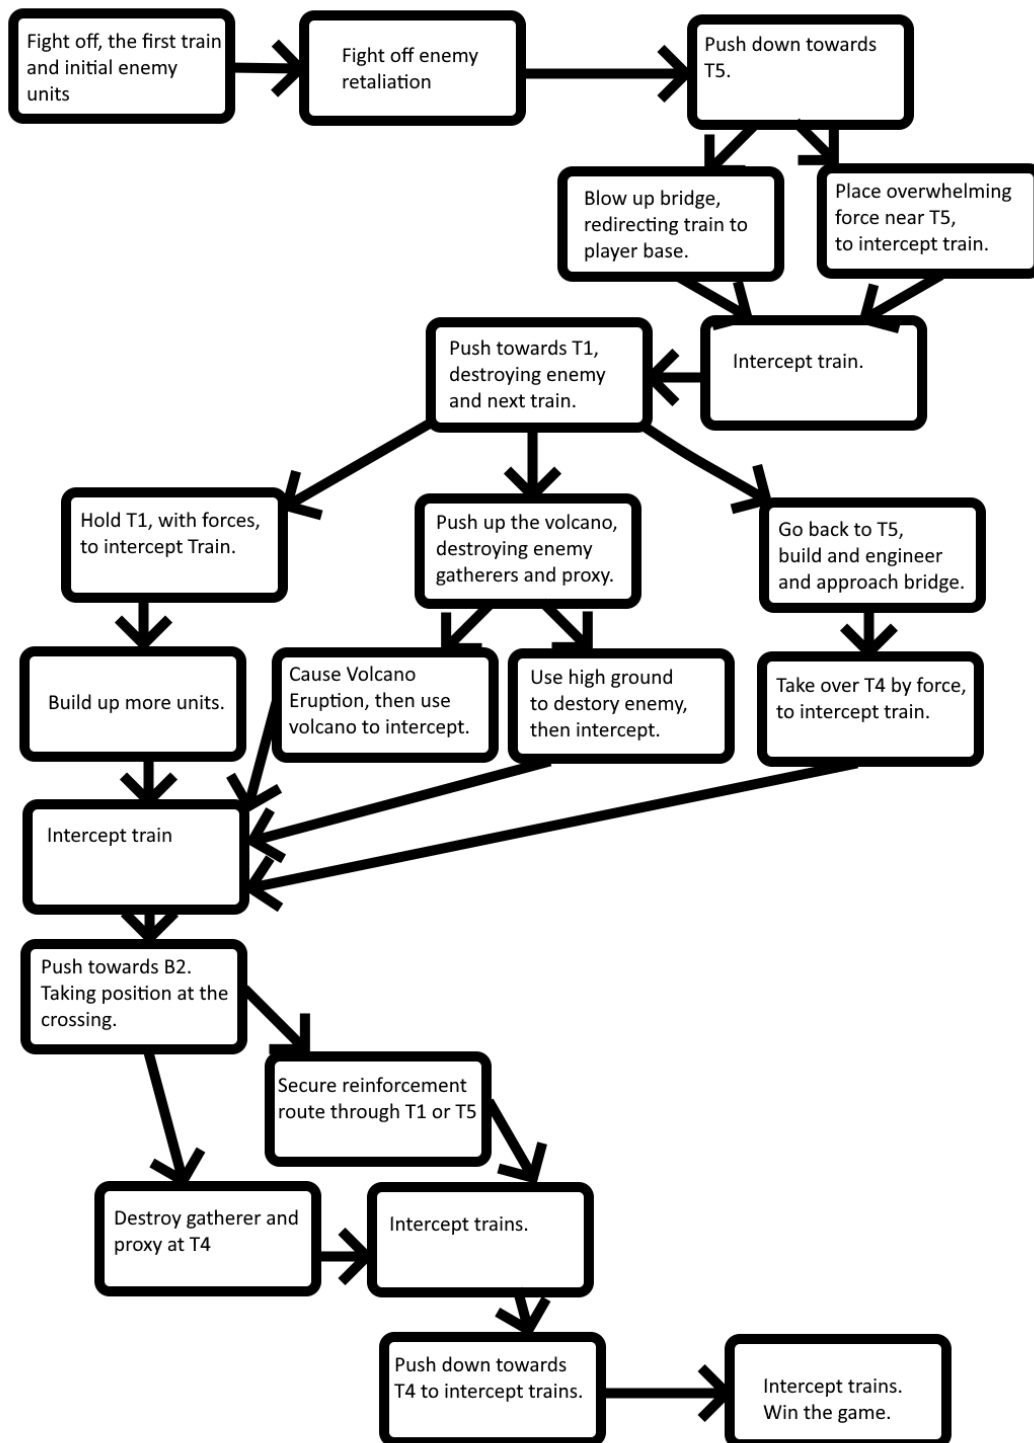 Fight off, the first train
and initial enemy
units
Fight off enemy
retaliation
Push down towards
T5.
Blow up bridge,
redirecting train to
player base.
Place overwhelming
force near T5,
to intercept train.
Intercept train.
Push towards T1,
destroying enemy
and next train.
Hold T1, with forces,
to intercept Train.
Push up the volcano,
destroying enemy
gatherers and proxy.
Go back to T5,
build and engineer
and approach bridge.
Build up more units.
Cause Volcano
Eruption, then use
volcano to intercept.
Use high ground
to destory enemy,
then intercept.
Take over T4 by force,
to intercept train.
Intercept train
Push towards B2.
Taking position at the
crossing.
Secure reinforcement
route through T1 or T5
Destroy gatherer and
proxy at T4
Intercept trains.
Push down towards
T4 to intercept trains.
Intercept trains.
Win the game.